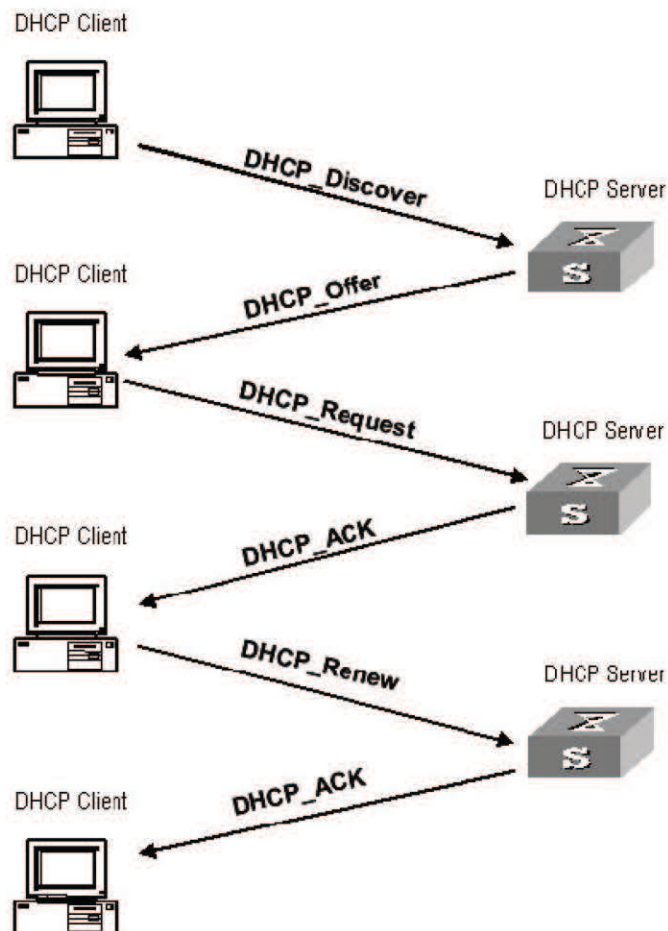 DHCP Client
DHCP_Discover
DHCP Server
S
DHCP Client
DHCP_Offer
DHCP_Request
DHCP Server
S
DHCP Client
DHCP_ACK
DHCP_Renew
DHCP Server
S
DHCP Client
DHCP_ACK